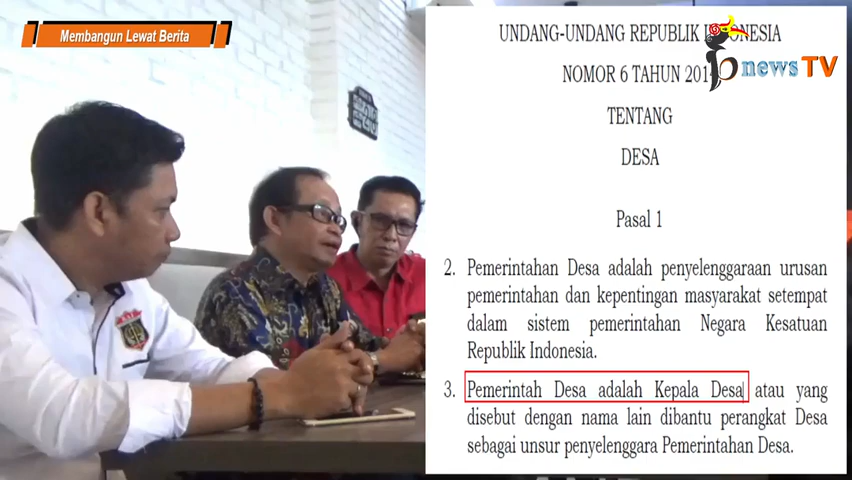 Membangun Lewat Berita
UNDANG-UNDANG REPUBLIK INDONESIA
NOMOR 6 TAHUN 2014
news TV
TENTANG
DESA
Pasal 1
2. Pemerintahan Desa adalah penyelenggaraan urusan
pemerintahan dan kepentingan masyarakat setempat
dalam sistem pemerintahan Negara Kesatuan
Republik Indonesia.
3. Pemerintah Desa adalah Kepala Desa atau yang
disebut dengan nama lain dibantu perangkat Desa
sebagai unsur penyelenggara Pemerintahan Desa.